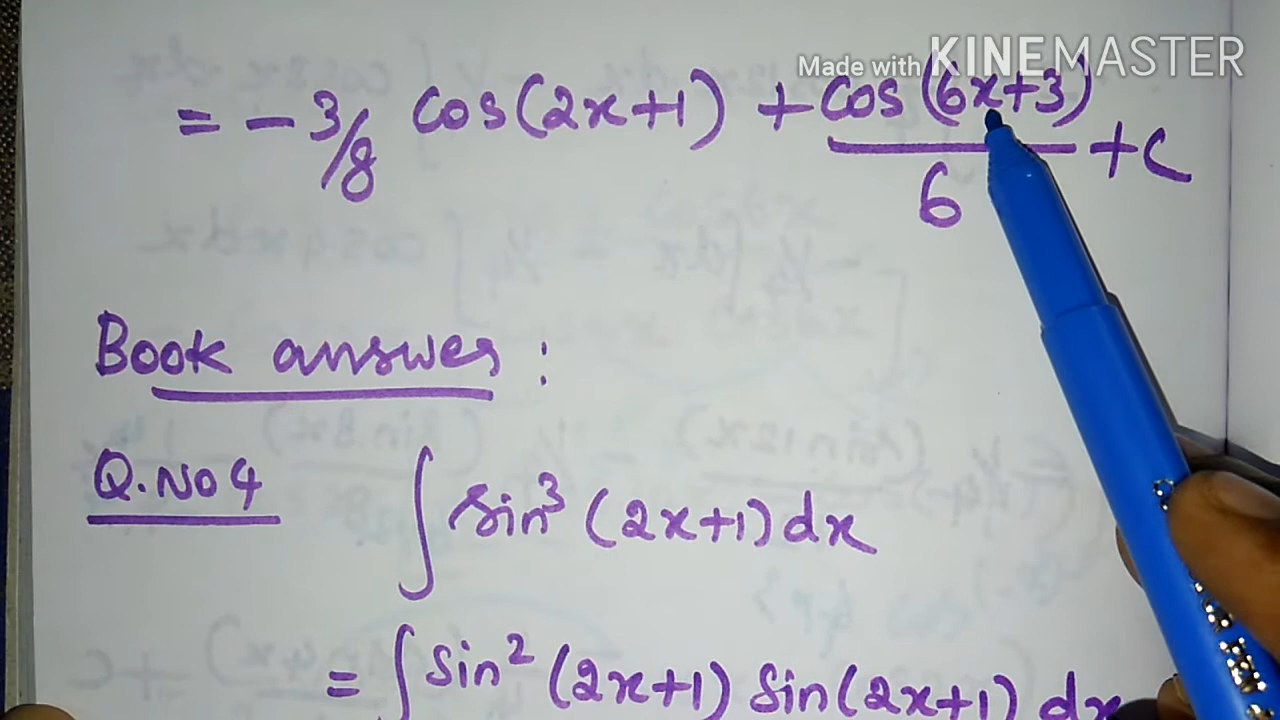 Made with KINEMASTER
= - 3/8 cos(2x+1) + cos(6x+3)/6 + c
Book answer :
Q.No 4 ∫ sin³ (2x+1) dx
= ∫ sin² (2x+1) sin(2x+1) dx